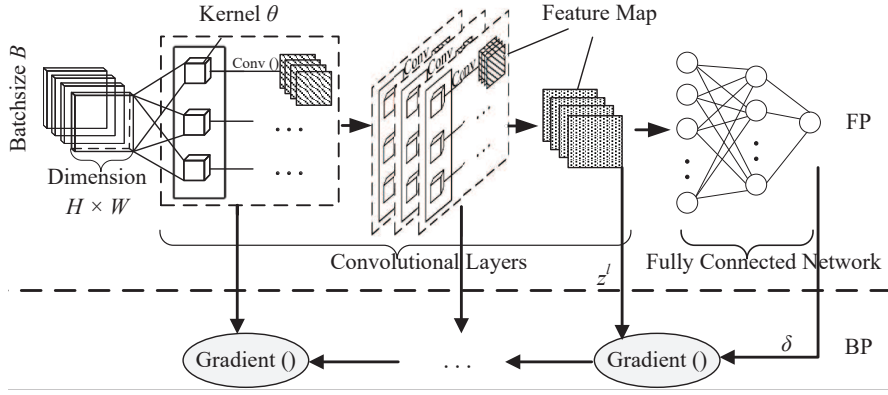 Kernel θ
Feature Map
Batchsize B
Conv ()
Conv
Conv
Conv
FP
Dimension
H × W
Convolutional Layers
Fully Connected Network
z^l
Gradient ()
Gradient ()
δ
BP